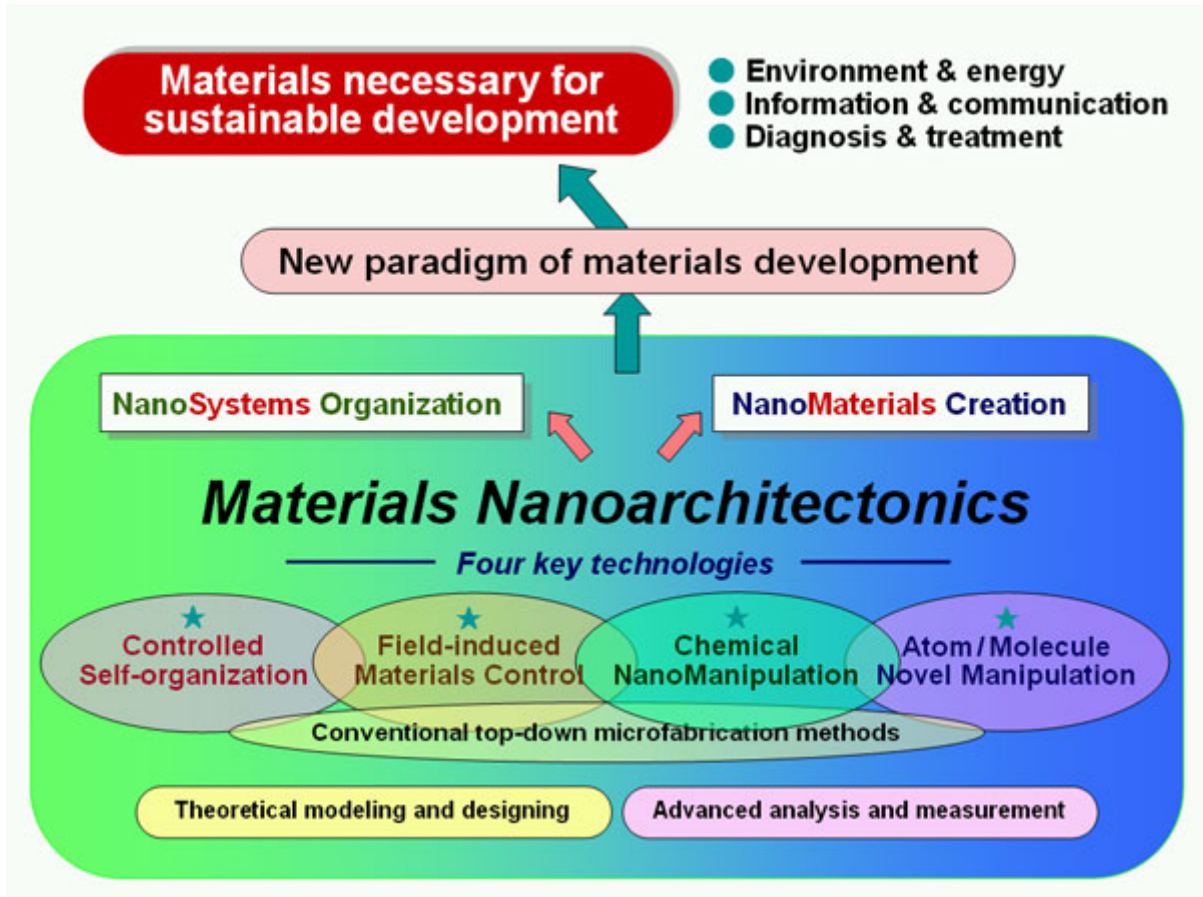 Materials necessary for
sustainable development
Environment & energy
Information & communication
Diagnosis & treatment
New paradigm of materials development
NanoSystems Organization
NanoMaterials Creation
Materials Nanoarchitectonics
Four key technologies
Controlled
Self-organization
Field-induced
Materials Control
Chemical
NanoManipulation
Atom/Molecule
Novel Manipulation
Conventional top-down microfabrication methods
Theoretical modeling and designing
Advanced analysis and measurement